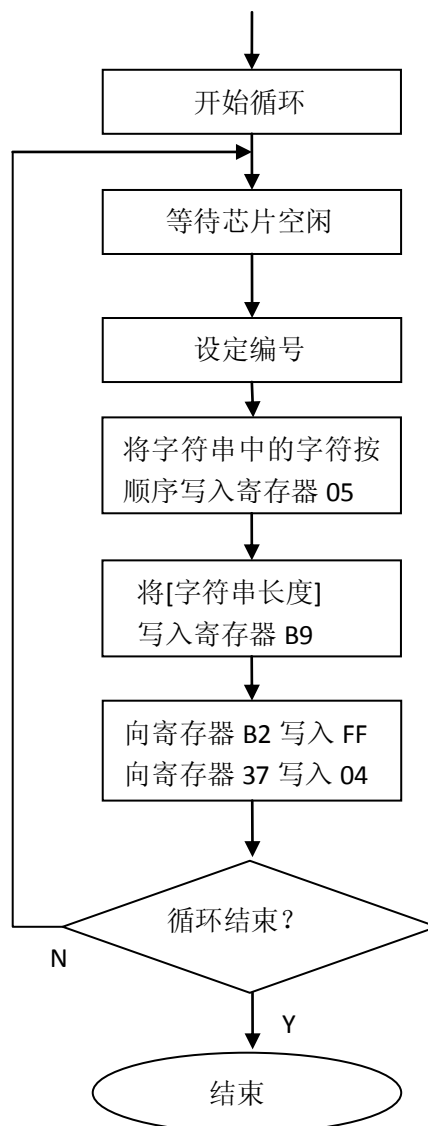 开始循环
等待芯片空闲
设定编号
将字符串中的字符按
顺序写入寄存器 05
将[字符串长度]
写入寄存器 B9
向寄存器 B2 写入 FF
向寄存器 37 写入 04
循环结束？
N
Y
结束